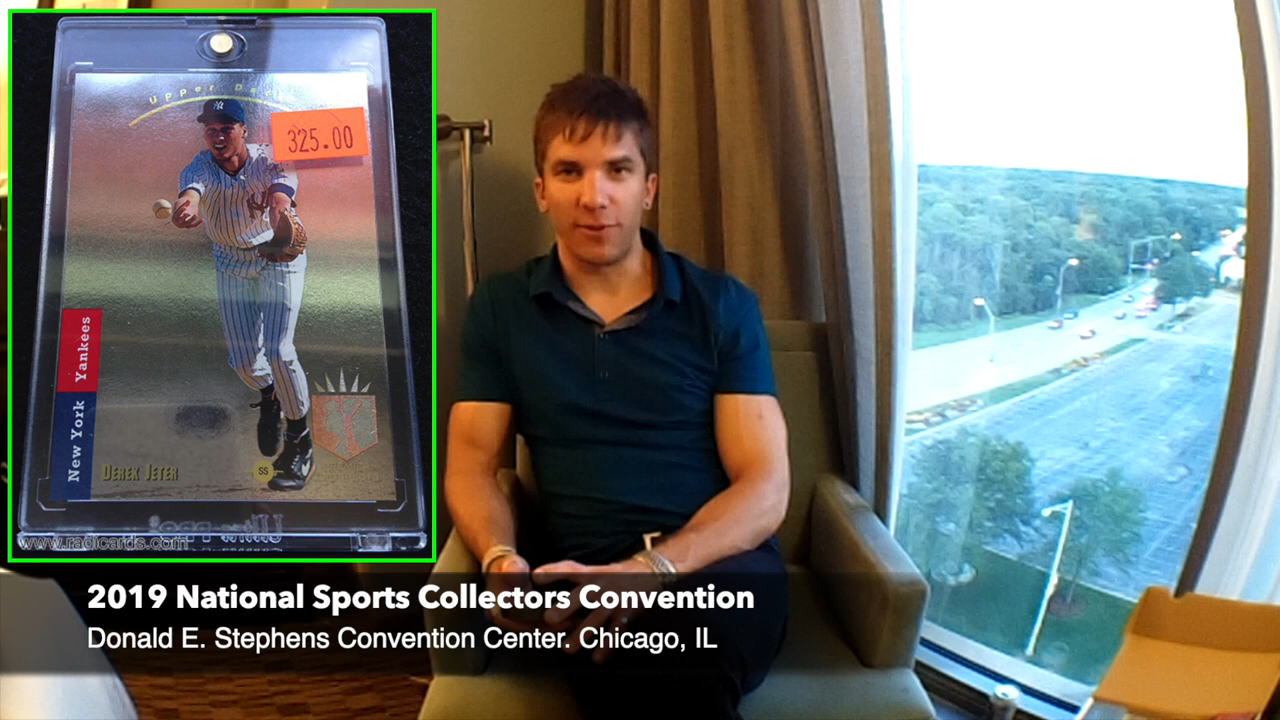 Upper Deck
325.00
New York Yankees
DEREK JETER
SS
www.radicards.com
2019 National Sports Collectors Convention
Donald E. Stephens Convention Center. Chicago, IL